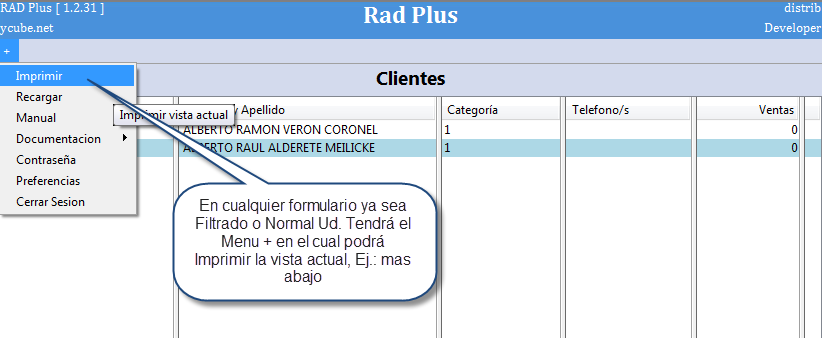 RAD Plus [ 1.2.31 ]
Rad Plus
distrib
ycube.net
Developer
+
Imprimir
Recargar
Manual
Documentacion
Contraseña
Preferencias
Cerrar Sesion
Imprimir vista actual
Clientes
y Apellido
Categoría
Telefono/s
Ventas
ALBERTO RAMON VERON CORONEL
1
0
ALBERTO RAUL ALDERETE MEILICKE
1
0
En cualquier formulario ya sea
Filtrado o Normal Ud. Tendrá el
Menu + en el cual podrá
Imprimir la vista actual, Ej.: mas
abajo